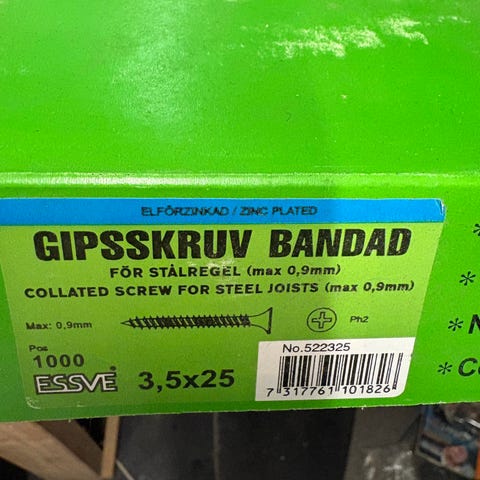 ELFÖRZINKAD / ZINC PLATED
GIPSSKRUV BANDAD
FÖR STÅLREGEL (max 0,9mm)
COLLATED SCREW FOR STEEL JOISTS (max 0,9mm)
Max: 0,9mm
Ph2
Pcs
1000
ESSVE®
3,5x25
No.522325
7 317761 101826
*
*
* N
* C